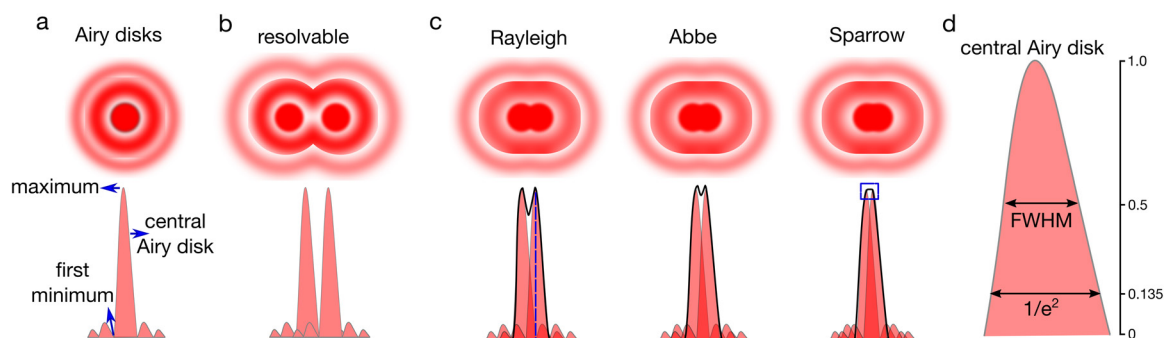 a
Airy disks
maximum
central
Airy disk
first
minimum
b
resolvable
c
Rayleigh
Abbe
Sparrow
d
central Airy disk
1.0
0.5
FWHM
0.135
1/e²
0